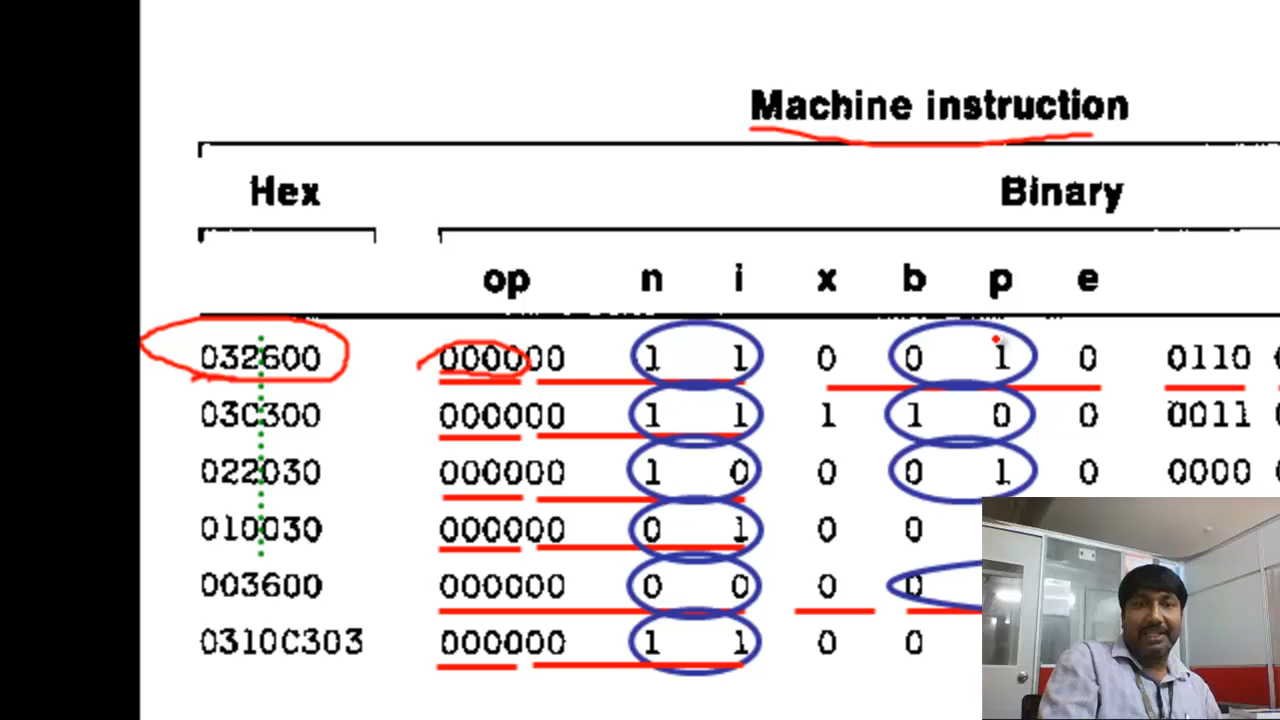 Machine instruction
Hex Binary
op n i x b p e
032600 000000 1 1 0 0 1 0 0110
03C300 000000 1 1 1 1 0 0 0011
022030 000000 1 0 0 0 1 0 0000
010030 000000 0 1 0 0
003600 000000 0 0 0 0
0310C303 000000 1 1 0 0